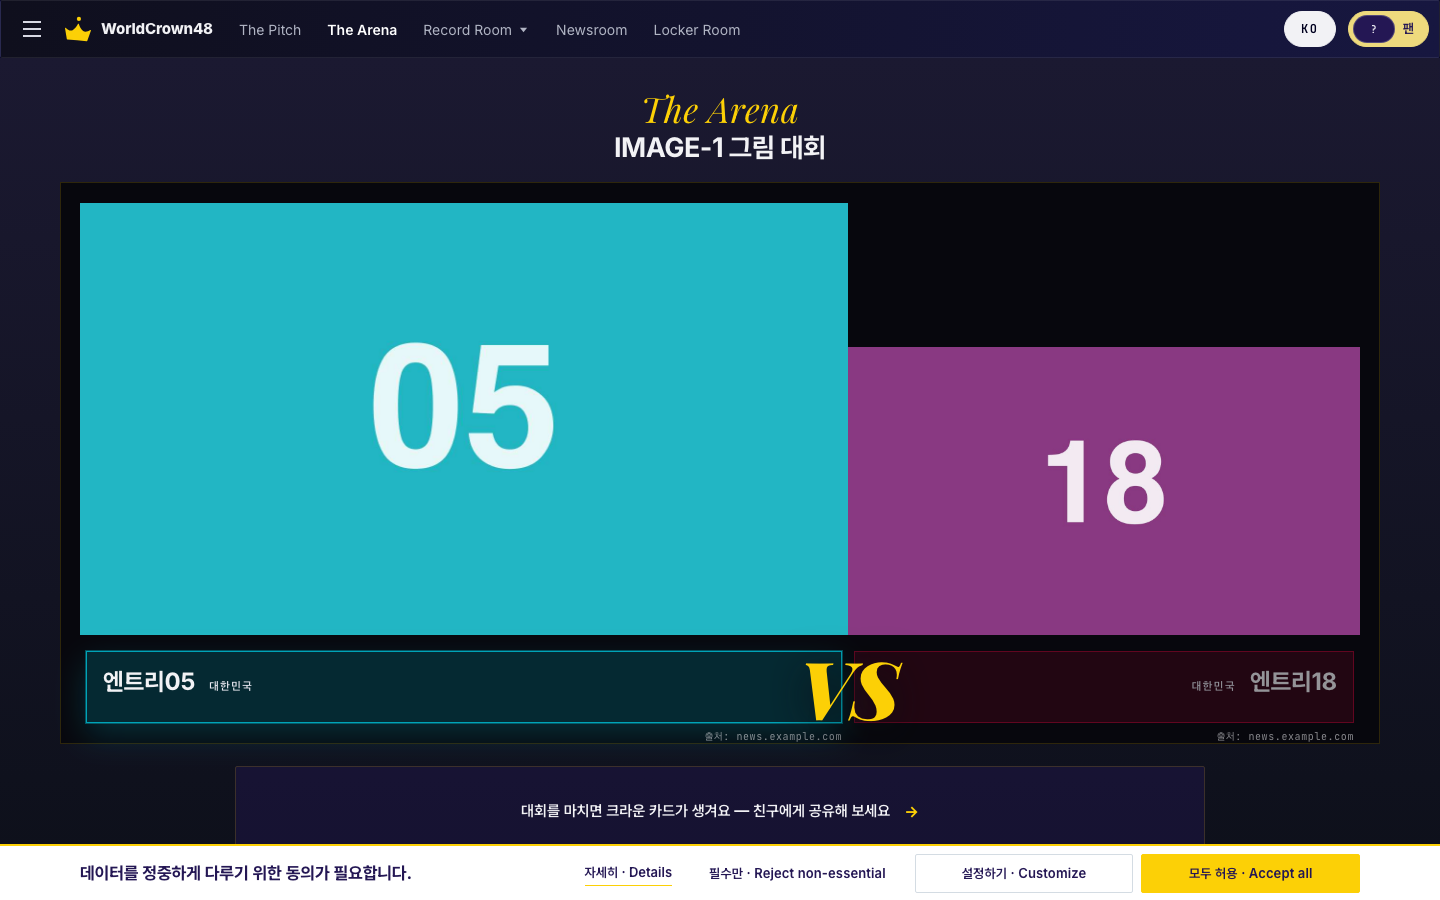 WorldCrown48 The Pitch The Arena Record Room Newsroom Locker Room KO ? 팬
The Arena
IMAGE-1 그림 대회
05
18
엔트리05 대한민국
VS
대한민국 엔트리18
출처: news.example.com
출처: news.example.com
대회를 마치면 크라운 카드가 생겨요 — 친구에게 공유해 보세요 →
데이터를 정중하게 다루기 위한 동의가 필요합니다. 자세히 · Details 필수만 · Reject non-essential 설정하기 · Customize 모두 허용 · Accept all